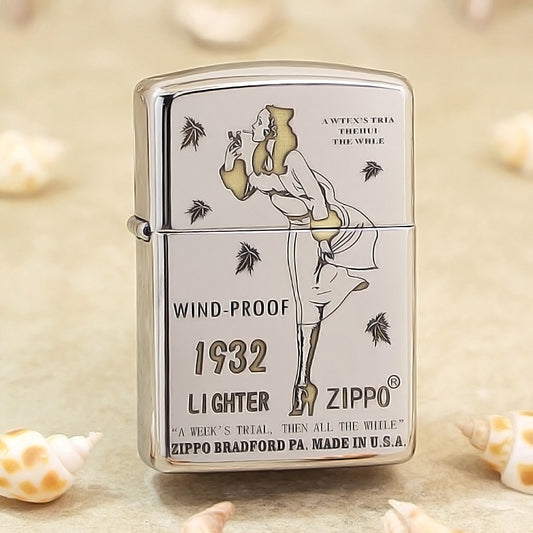 A WTEX'S TRIA
THEIIUI
THE WHLE
WIND-PROOF
1932
LIGHTER ZIPPO®
"A WEEK'S TRIAL, THEN ALL THE WHILE"
ZIPPO BRADFORD PA. MADE IN U.S.A.